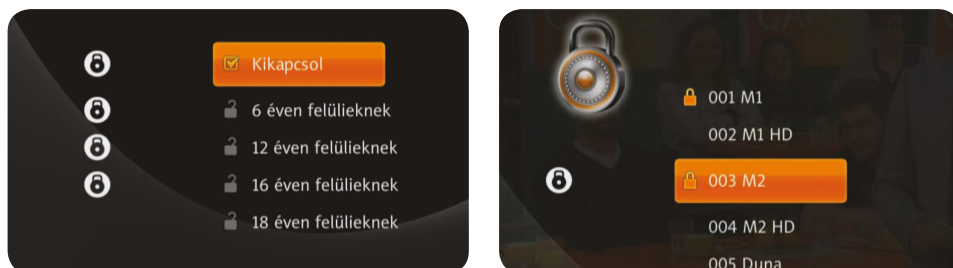 Kikapcsol
6 éven felülieknek
12 éven felülieknek
16 éven felülieknek
18 éven felülieknek
001 M1
002 M1 HD
003 M2
004 M2 HD
005 Duna